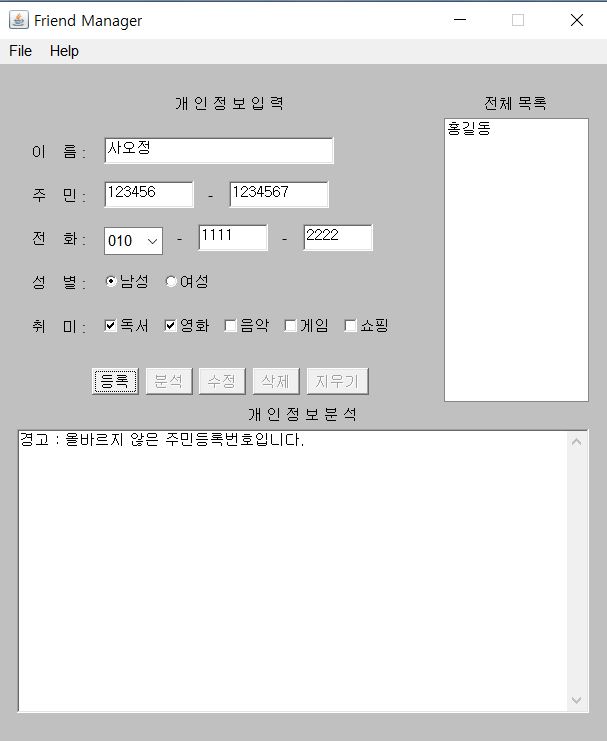 Friend Manager
File Help
개 인 정 보 입 력
전체 목록
홍길동
이 름 : 사오정
주 민 : 123456 - 1234567
전 화 : 010 - 1111 - 2222
성 별 : 남성 여성
취 미 : 독서 영화 음악 게임 쇼핑
등록 분석 수정 삭제 지우기
개 인 정 보 분 석
경고 : 올바르지 않은 주민등록번호입니다.